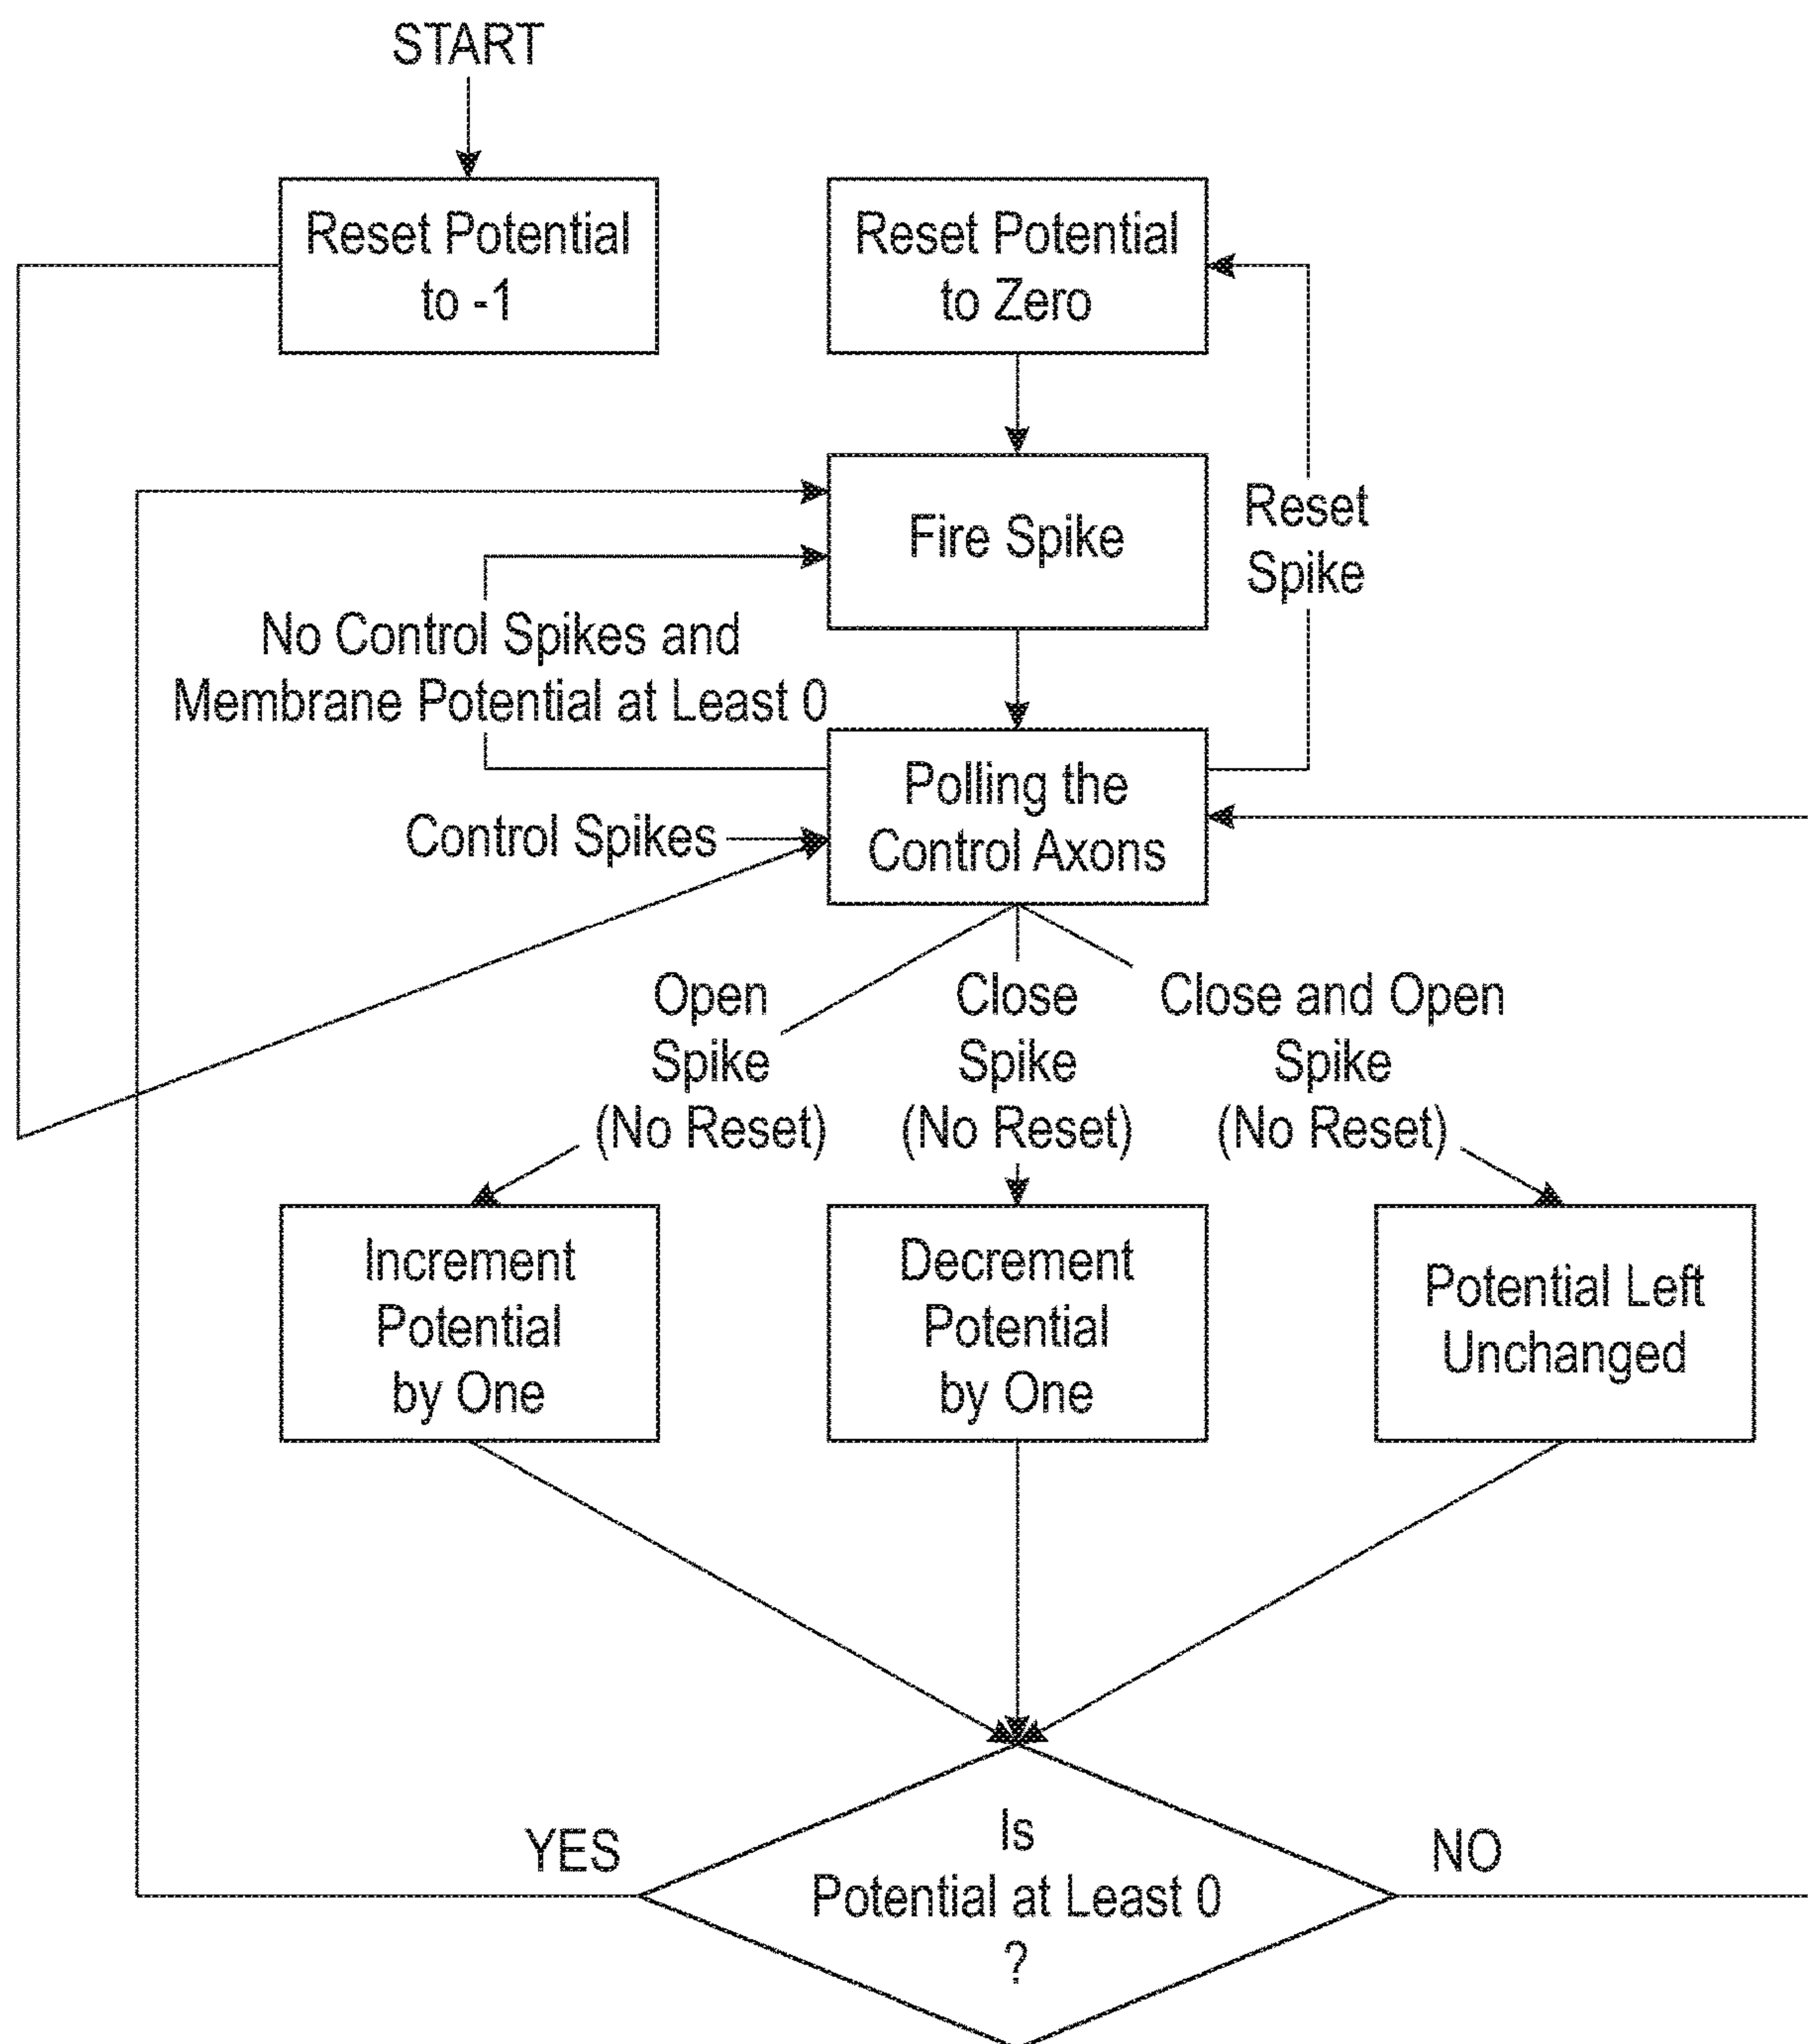 START
Reset Potential
to -1
Reset Potential
to Zero
Fire Spike
Reset
Spike
No Control Spikes and
Membrane Potential at Least 0
Polling the
Control Axons
Control Spikes
Open
Spike
(No Reset)
Close
Spike
(No Reset)
Close and Open
Spike
(No Reset)
Increment
Potential
by One
Decrement
Potential
by One
Potential Left
Unchanged
YES
Is
Potential at Least 0
?
NO